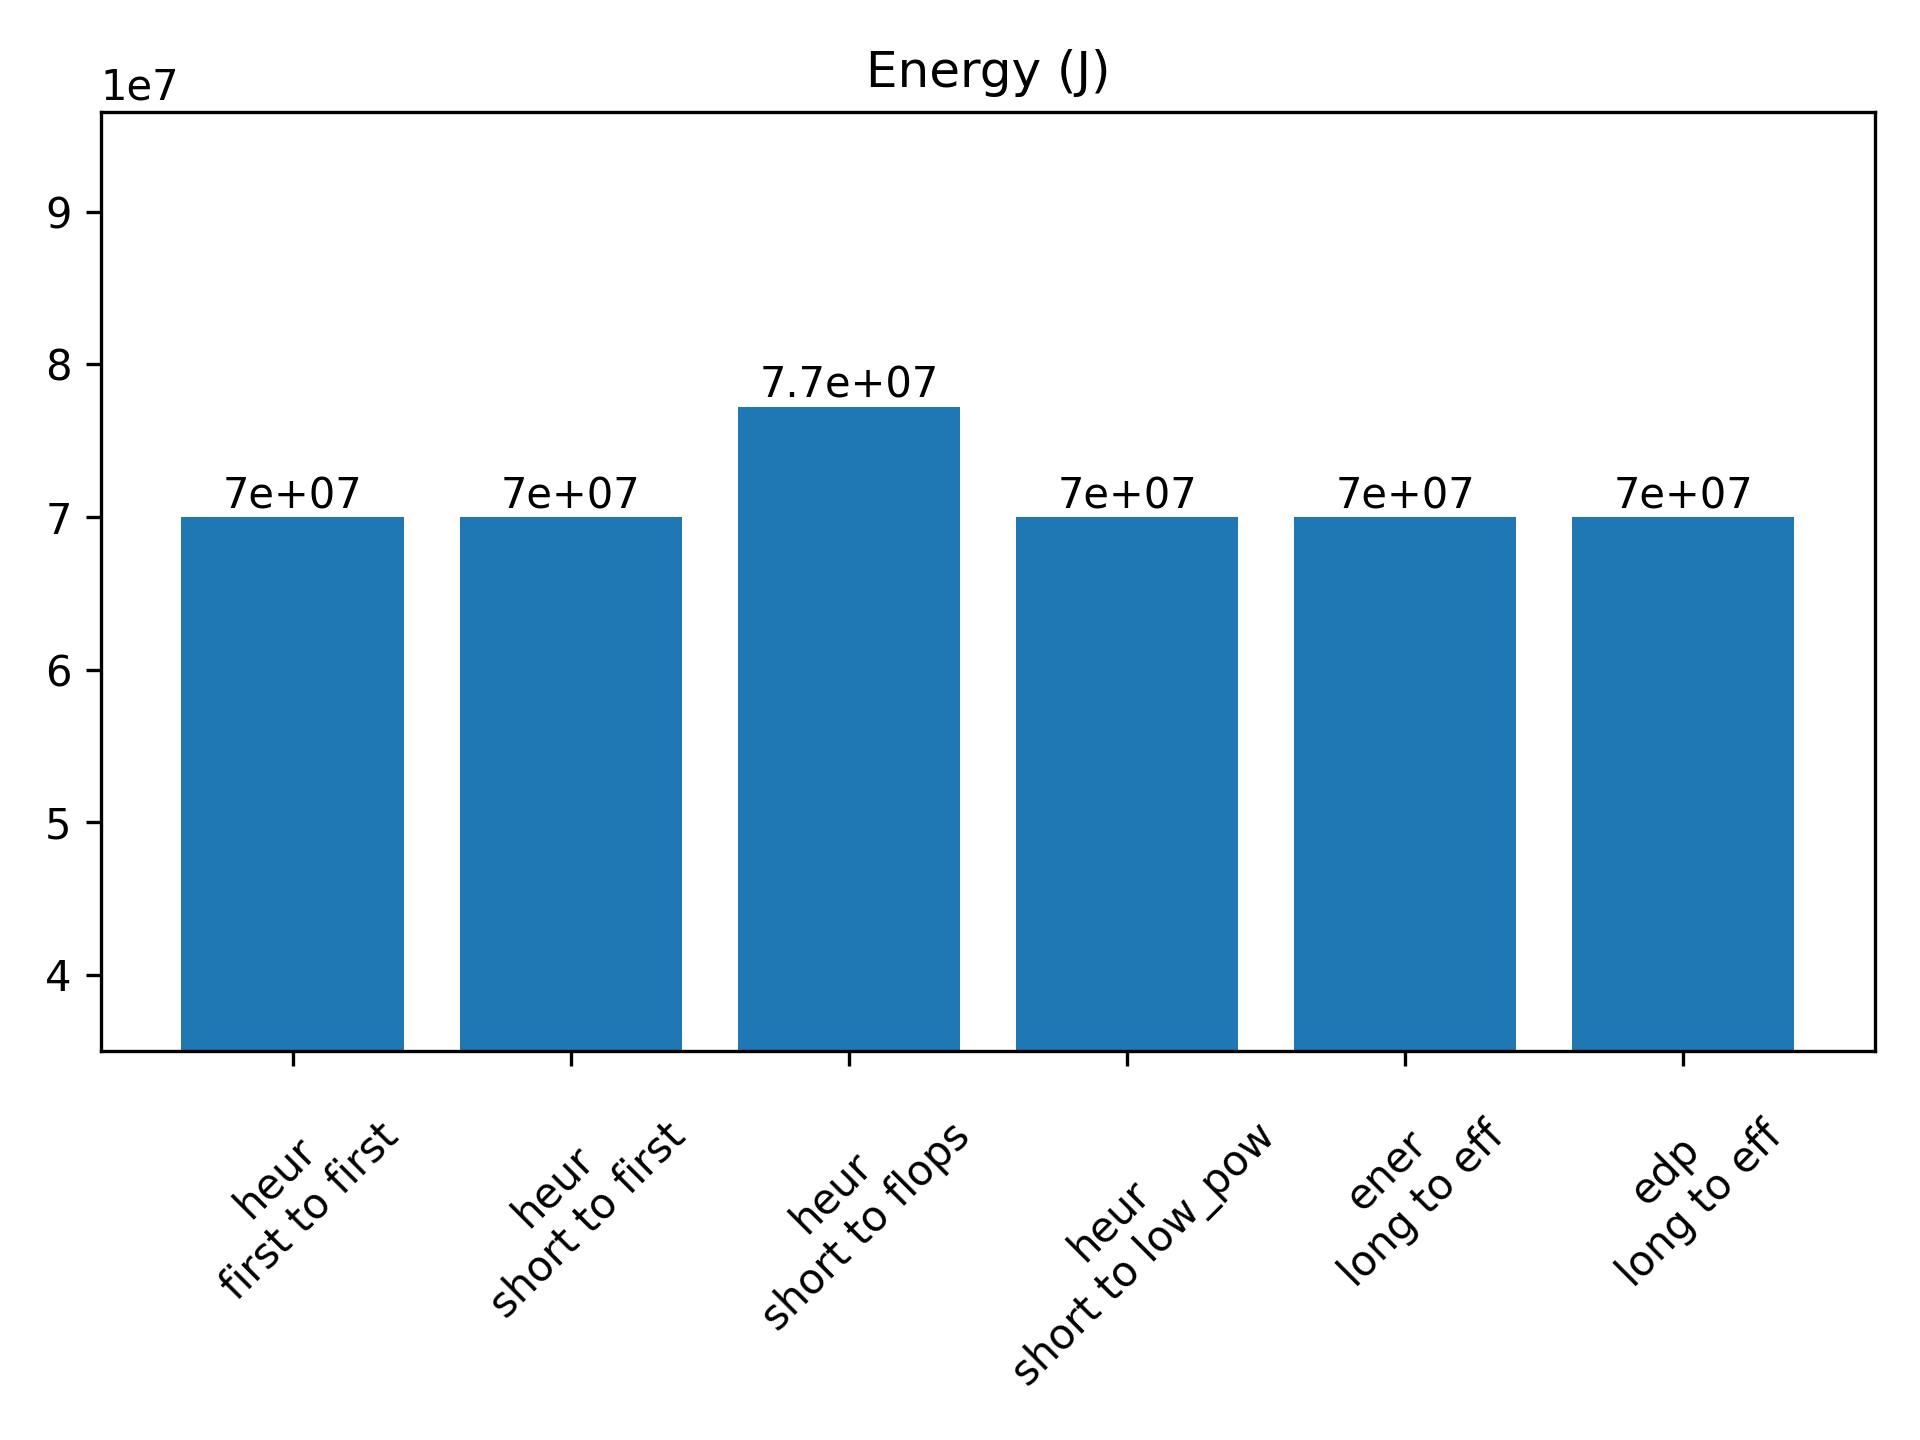 Energy (J)
1e7
9
8
7
6
5
4
7e+07
7e+07
7.7e+07
7e+07
7e+07
7e+07
heur
first to first
heur
short to first
heur
short to flops
heur
short to low_pow
ener
long to eff
edp
long to eff